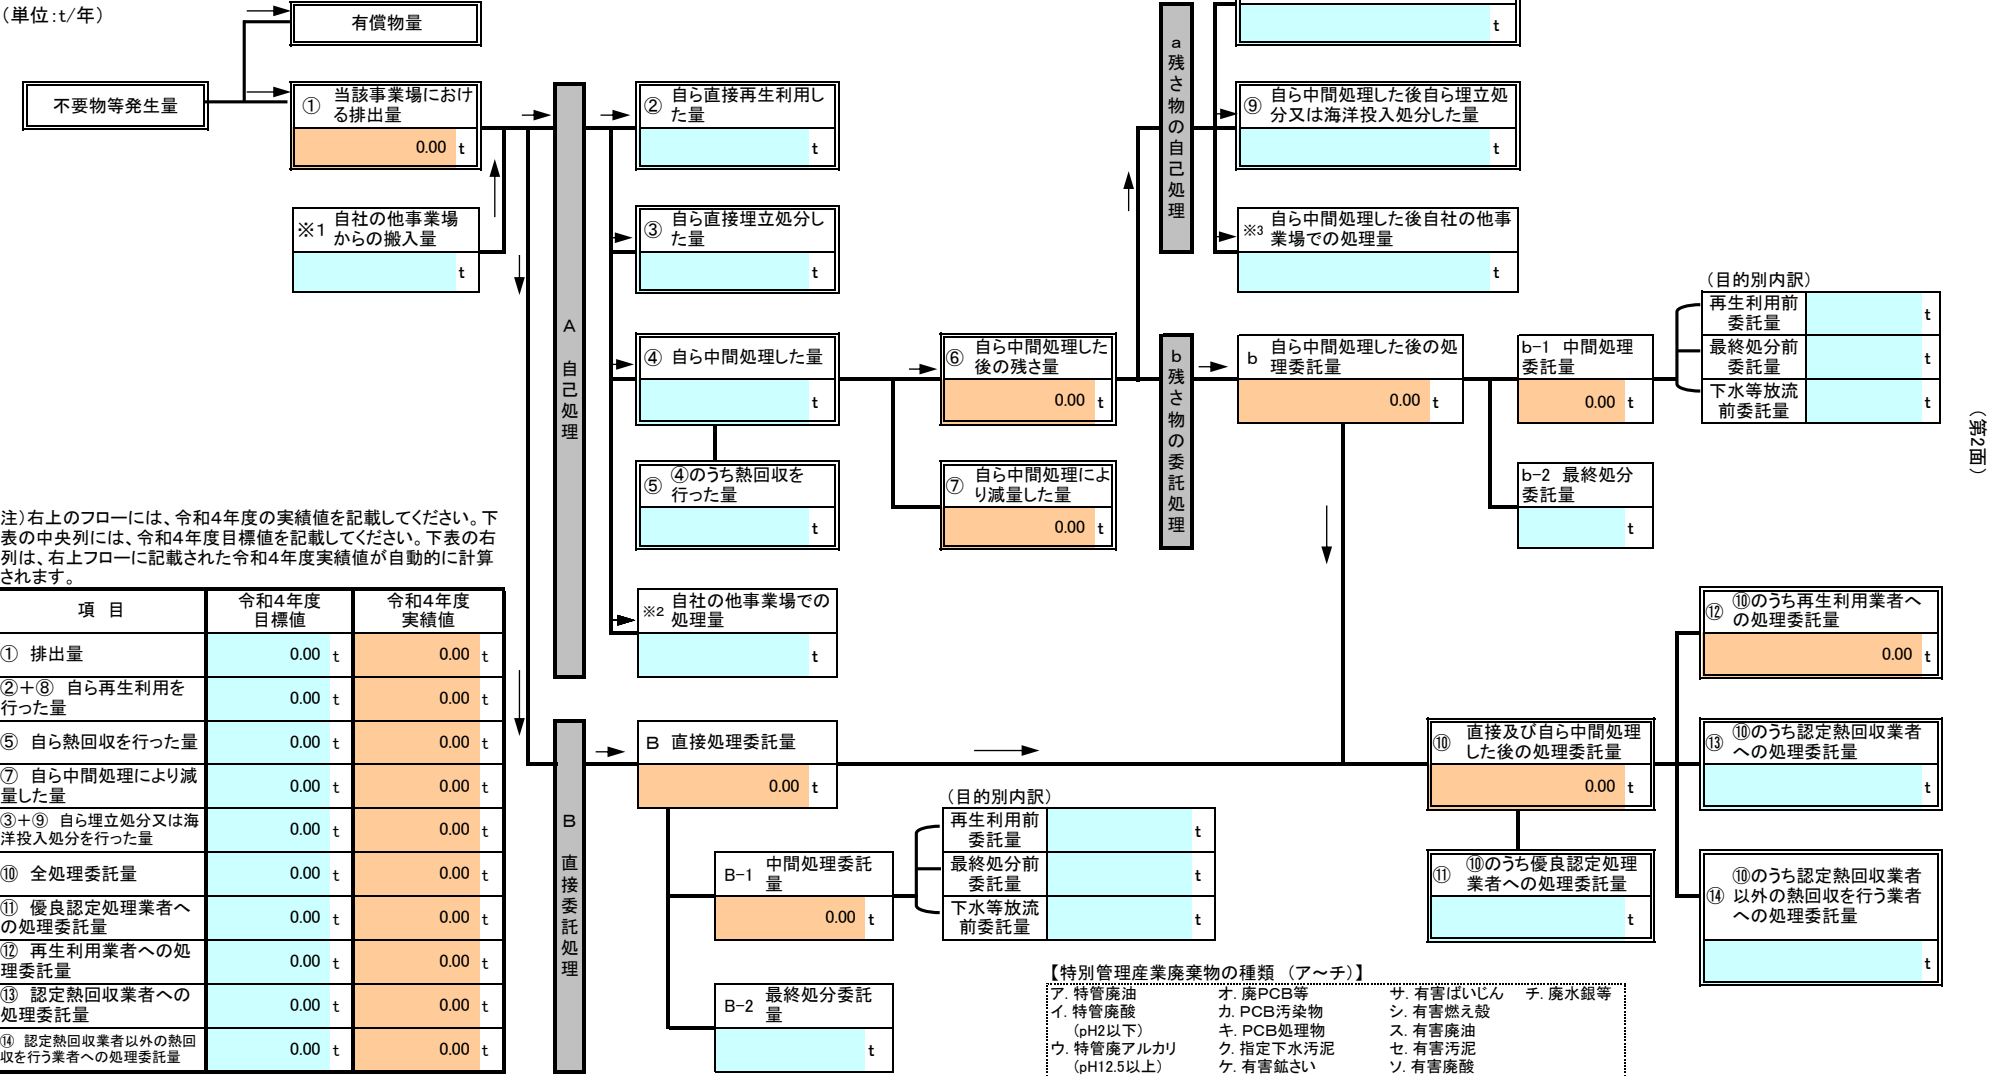 （単位：t/年）
有償物量
不要物等発生量
① 当該事業場におけ
る排出量
0.00 t
※1 自社の他事業場
からの搬入量
t
A 自己処理
② 自ら直接再生利用し
た量
t
③ 自ら直接埋立処分し
た量
t
④ 自ら中間処理した量
t
⑤ ④のうち熱回収を
行った量
t
※2 自社の他事業場での
処理量
t
⑥ 自ら中間処理した
後の残さ量
0.00 t
⑦ 自ら中間処理によ
り減量した量
0.00 t
a残さ物の自己処理
t
⑨ 自ら中間処理した後自ら埋立処
分又は海洋投入処分した量
t
※3 自ら中間処理した後自社の他事
業場での処理量
t
b残さ物の委託処理
b 自ら中間処理した後の処
理委託量
0.00 t
b-1 中間処理
委託量
0.00 t
b-2 最終処分
委託量
t
（目的別内訳）
再生利用前
委託量
t
最終処分前
委託量
t
下水等放流
前委託量
t
（第2面）
注）右上のフローには、令和4年度の実績値を記載してください。下
表の中央列には、令和4年度目標値を記載してください。下表の右
列は、右上フローに記載された令和4年度実績値が自動的に計算
されます。
項 目 令和4年度
目標値 令和4年度
実績値
① 排出量 0.00 t 0.00 t
②＋⑧ 自ら再生利用を
行った量 0.00 t 0.00 t
⑤ 自ら熱回収を行った量 0.00 t 0.00 t
⑦ 自ら中間処理により減
量した量 0.00 t 0.00 t
③＋⑨ 自ら埋立処分又は海
洋投入処分を行った量 0.00 t 0.00 t
⑩ 全処理委託量 0.00 t 0.00 t
⑪ 優良認定処理業者へ
の処理委託量 0.00 t 0.00 t
⑫ 再生利用業者への処
理委託量 0.00 t 0.00 t
⑬ 認定熱回収業者への
処理委託量 0.00 t 0.00 t
⑭ 認定熱回収業者以外の熱回
収を行う業者への処理委託量 0.00 t 0.00 t
B 直接委託処理
B 直接処理委託量
0.00 t
B-1 中間処理委託
量
0.00 t
B-2 最終処分委託
量
t
（目的別内訳）
再生利用前
委託量
t
最終処分前
委託量
t
下水等放流
前委託量
t
⑩ 直接及び自ら中間処理
した後の処理委託量
0.00 t
⑪ ⑩のうち優良認定処理
業者への処理委託量
t
⑫ ⑩のうち再生利用業者へ
の処理委託量
0.00 t
⑬ ⑩のうち認定熱回収業者
への処理委託量
t
⑭ ⑩のうち認定熱回収業者
以外の熱回収を行う業者
への処理委託量
t
【特別管理産業廃棄物の種類 （ア～チ）】
ア. 特管廃油 オ. 廃PCB等 サ. 有害ばいじん チ. 廃水銀等
イ. 特管廃酸 カ. PCB汚染物 シ. 有害燃え殻
（pH2以下） キ. PCB処理物 ス. 有害廃油
ウ. 特管廃アルカリ ク. 指定下水汚泥 セ. 有害汚泥
（pH12.5以上） ケ. 有害鉱さい ソ. 有害廃酸